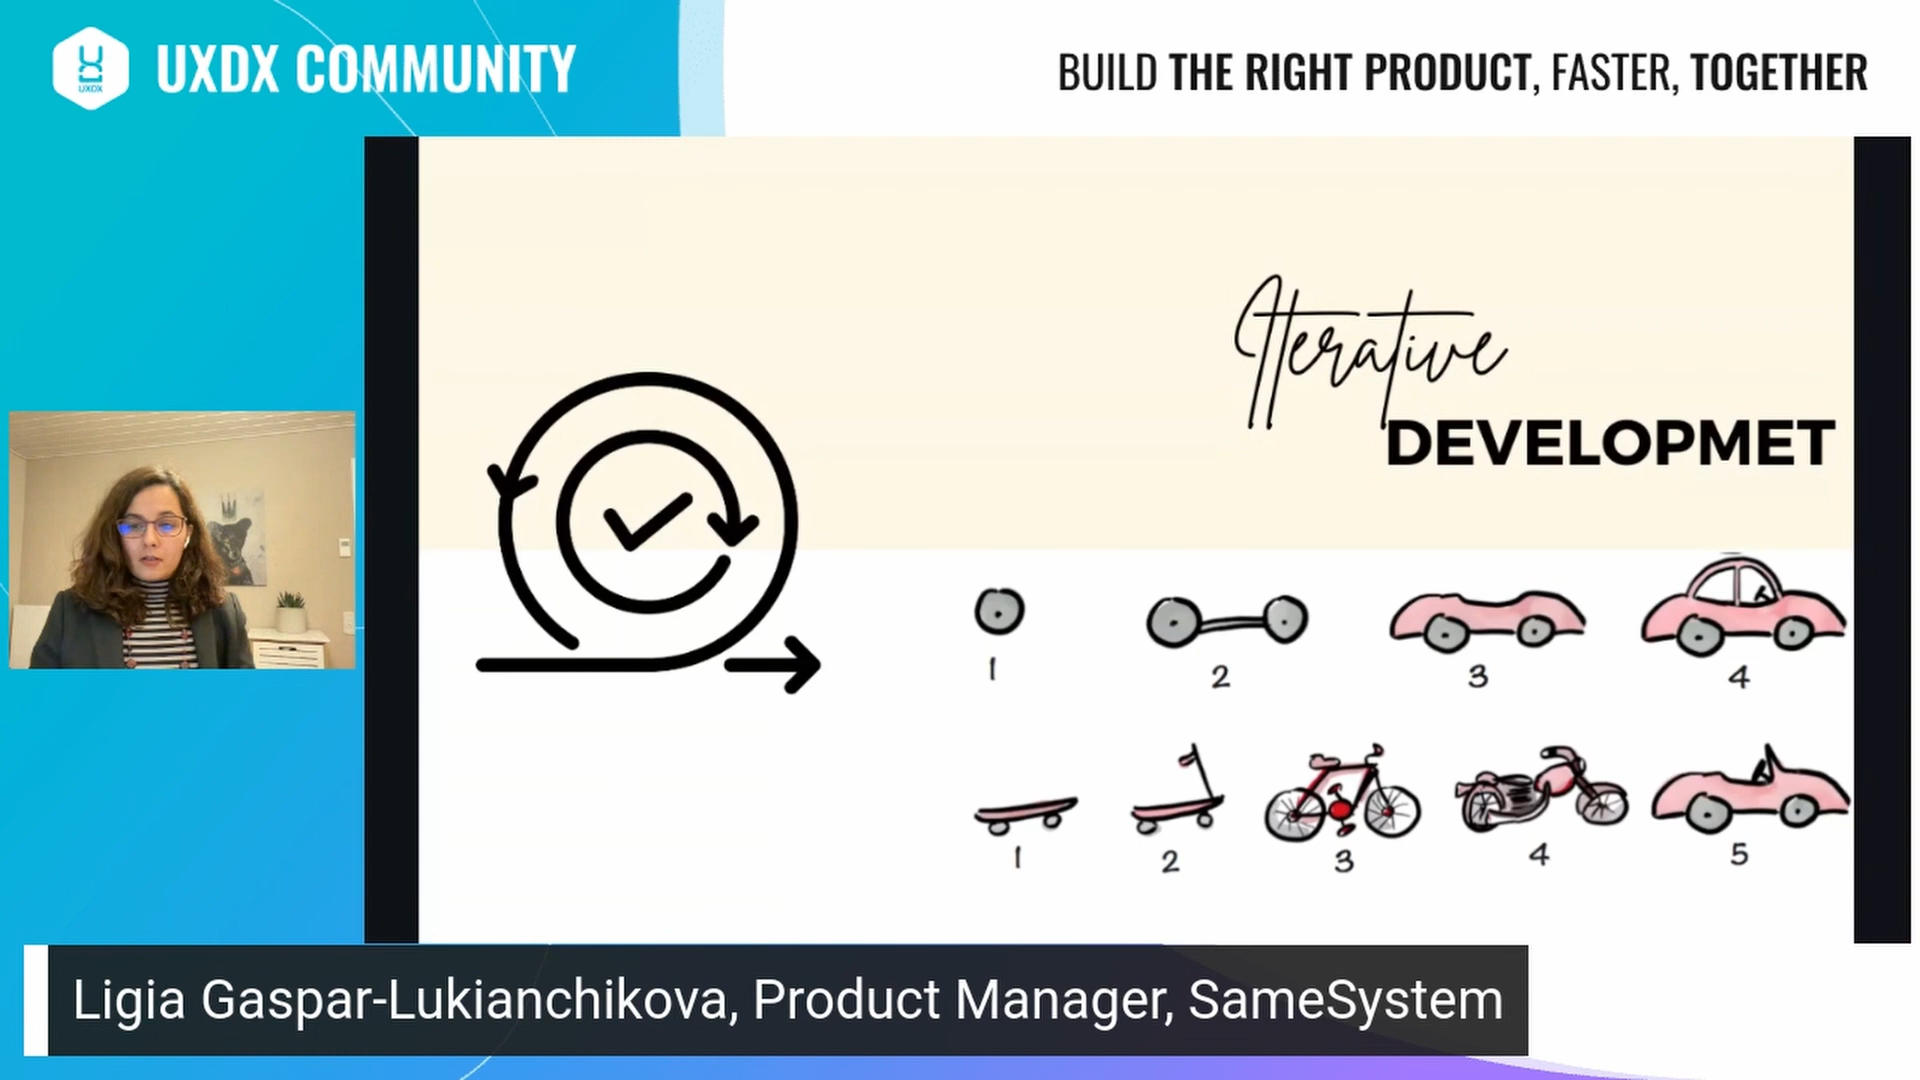 UXDX
UXDX COMMUNITY
BUILD THE RIGHT PRODUCT, FASTER, TOGETHER
Iterative
DEVELOPMET
1 2 3 4
1 2 3 4 5
Ligia Gaspar-Lukianchikova, Product Manager, SameSystem